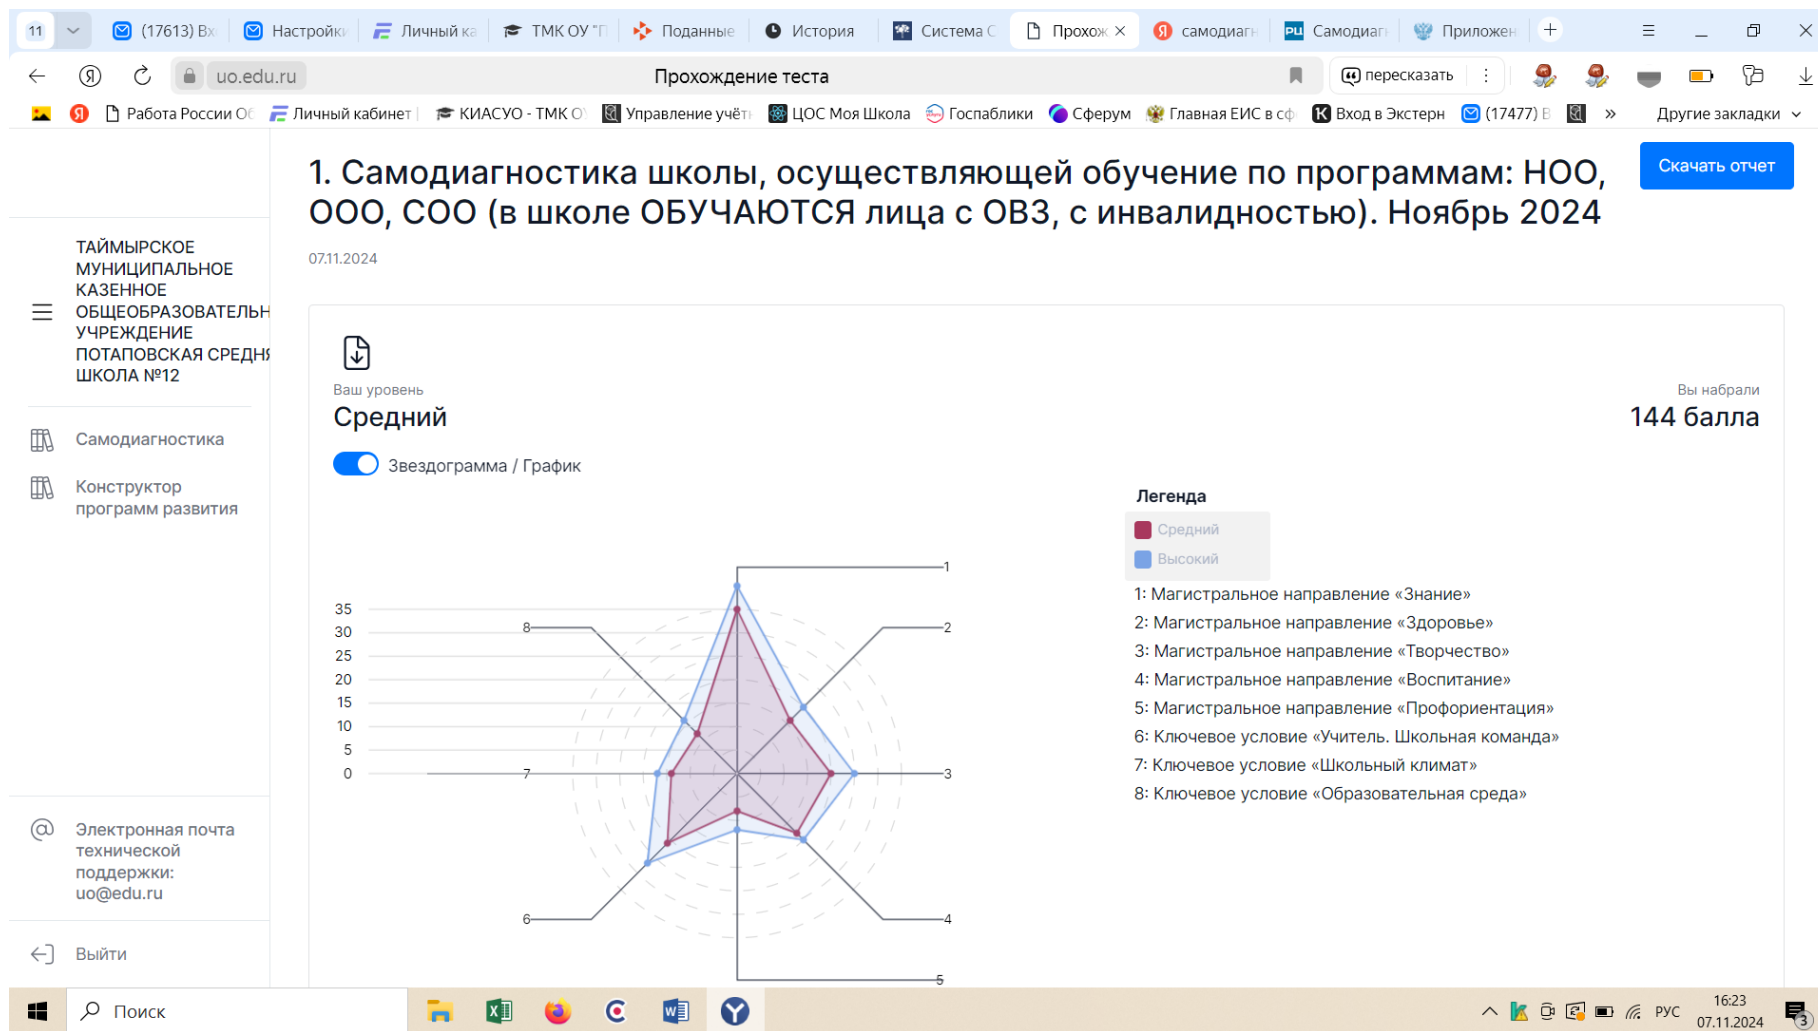 11
(17613) Вх
Настройки
Личный ка
ТМК ОУ "П
Поданные
История
Система С
Прохож
самодиагн
Самодиаг
Приложен
uo.edu.ru
Прохождение теста
пересказать
Работа России Об
Личный кабинет
КИАСУО - ТМК О
Управление учёт
ЦОС Моя Школа
Госпаблики
Сферум
Главная ЕИС в сф
Вход в Экстерн
(17477) В
»
Другие закладки
1. Самодиагностика школы, осуществляющей обучение по программам: НОО,
ООО, СОО (в школе ОБУЧАЮТСЯ лица с ОВЗ, с инвалидностью). Ноябрь 2024
Скачать отчет
07.11.2024
ТАЙМЫРСКОЕ
МУНИЦИПАЛЬНОЕ
КАЗЕННОЕ
ОБЩЕОБРАЗОВАТЕЛЬН
УЧРЕЖДЕНИЕ
ПОТАПОВСКАЯ СРЕДНЯ
ШКОЛА №12
Самодиагностика
Конструктор
программ развития
Электронная почта
технической
поддержки:
uo@edu.ru
Выйти
Ваш уровень
Средний
Вы набрали
144 балла
Звездограмма / График
35
30
25
20
15
10
5
0
1
2
3
4
5
6
7
8
Легенда
Средний
Высокий
1: Магистральное направление «Знание»
2: Магистральное направление «Здоровье»
3: Магистральное направление «Творчество»
4: Магистральное направление «Воспитание»
5: Магистральное направление «Профориентация»
6: Ключевое условие «Учитель. Школьная команда»
7: Ключевое условие «Школьный климат»
8: Ключевое условие «Образовательная среда»
Поиск
РУС
16:23
07.11.2024
3